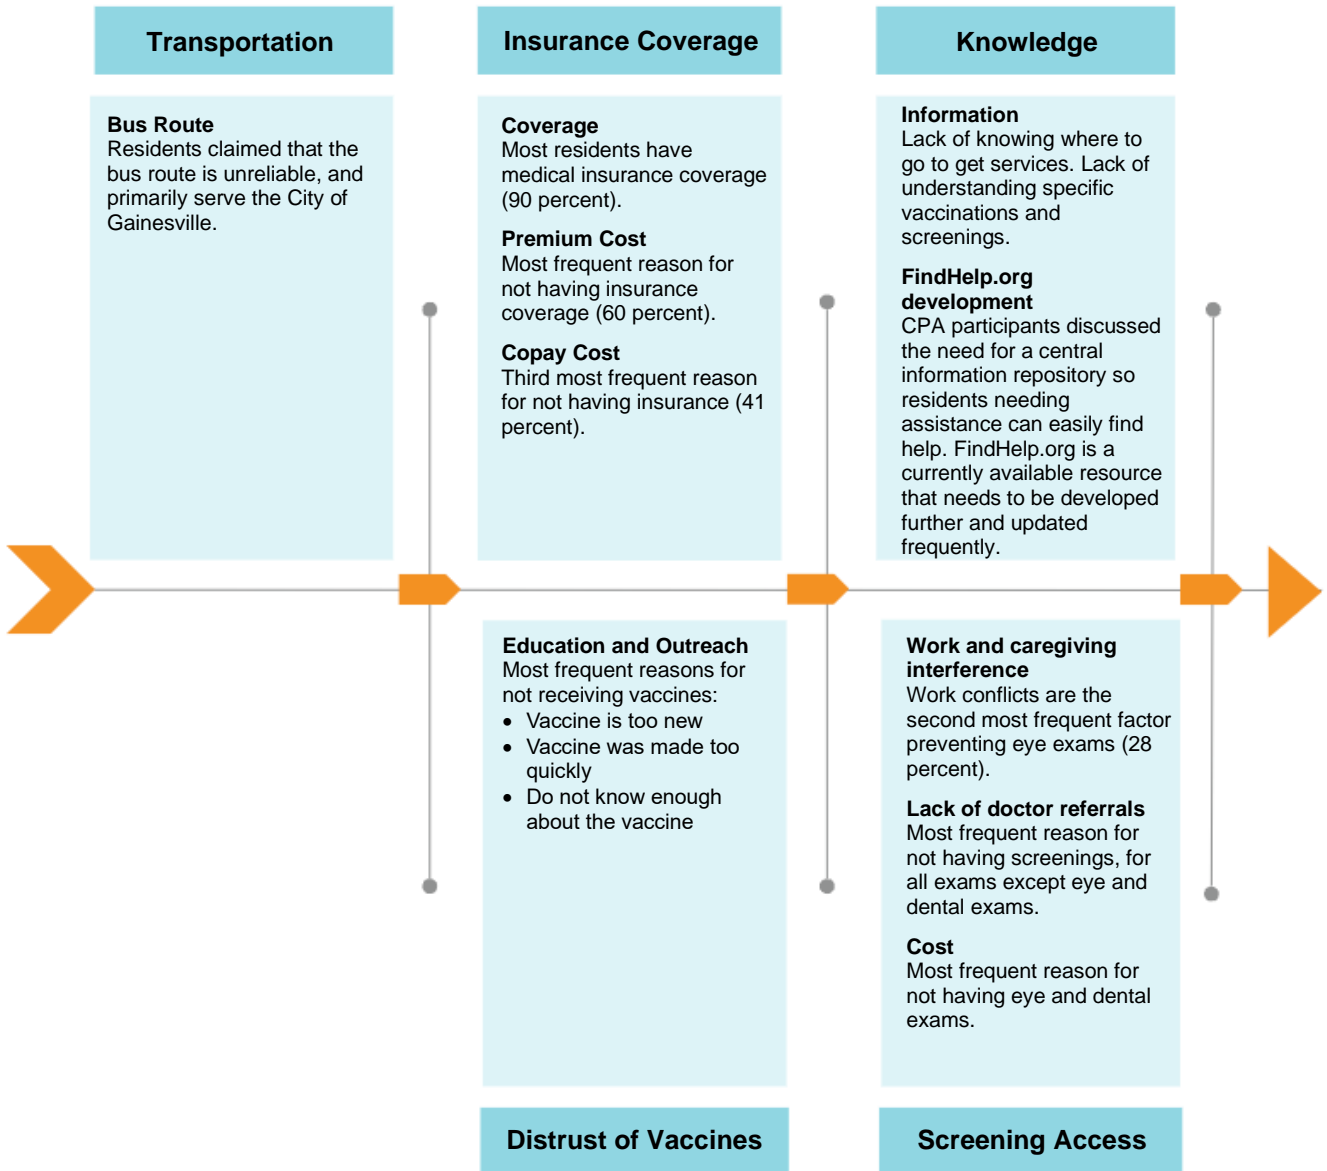 Transportation
Bus Route
Residents claimed that the
bus route is unreliable, and
primarily serve the City of
Gainesville.
Insurance Coverage
Coverage
Most residents have
medical insurance coverage
(90 percent).
Premium Cost
Most frequent reason for
not having insurance
coverage (60 percent).
Copay Cost
Third most frequent reason
for not having insurance (41
percent).
Knowledge
Information
Lack of knowing where to
go to get services. Lack of
understanding specific
vaccinations and
screenings.
FindHelp.org
development
CPA participants discussed
the need for a central
information repository so
residents needing
assistance can easily find
help. FindHelp.org is a
currently available resource
that needs to be developed
further and updated
frequently.
Education and Outreach
Most frequent reasons for
not receiving vaccines:
• Vaccine is too new
• Vaccine was made too
quickly
• Do not know enough
about the vaccine
Distrust of Vaccines
Work and caregiving
interference
Work conflicts are the
second most frequent factor
preventing eye exams (28
percent).
Lack of doctor referrals
Most frequent reason for
not having screenings, for
all exams except eye and
dental exams.
Cost
Most frequent reason for
not having eye and dental
exams.
Screening Access